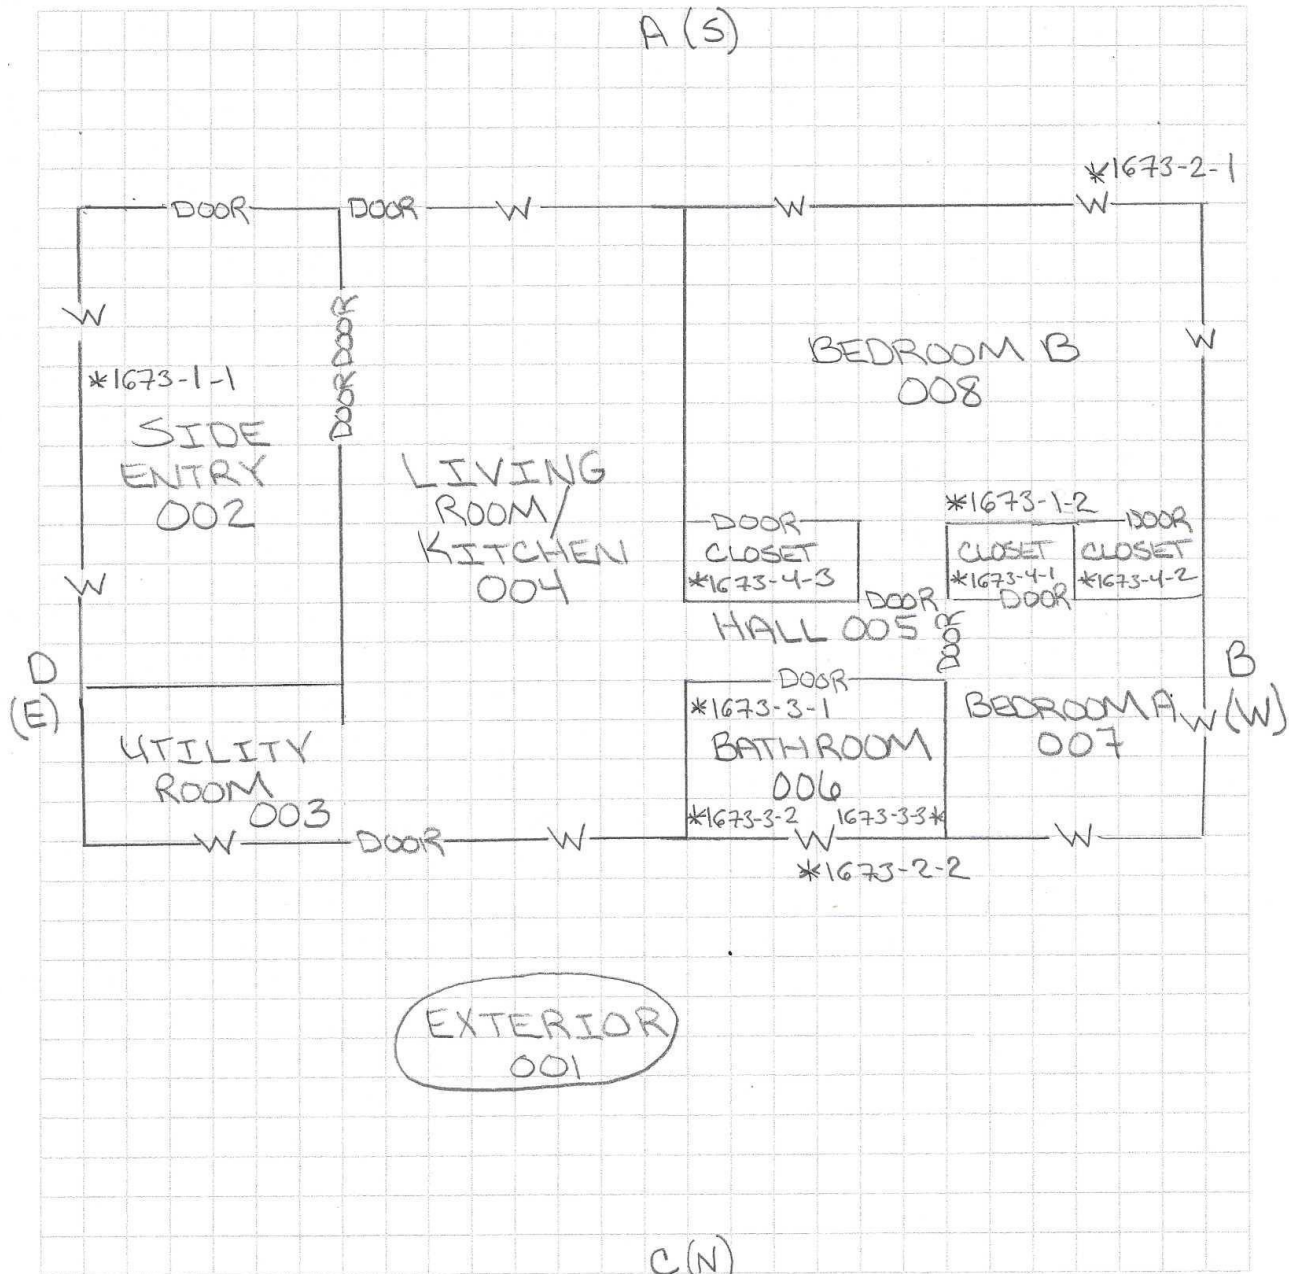 A (S)
*1673-2-1
DOOR
DOOR
W
W
W
W
DOOR
DOOR
W
*1673-1-1
SIDE
ENTRY
002
W
LIVING
ROOM/
KITCHEN
004
BEDROOM B
008
DOOR
CLOSET
*1673-4-3
*1673-1-2
CLOSET
*1673-4-1
DOOR
DOOR
CLOSET
*1673-4-2
DOOR
HALL 005
DOOR
D
(E)
B
(W)
UTILITY
ROOM
003
DOOR
*1673-3-1
BATHROOM
006
*1673-3-2
1673-3-3*
BEDROOM A
007
W
W
DOOR
W
W
W
*1673-2-2
EXTERIOR
001
C (N)